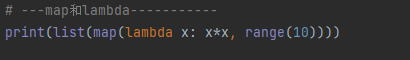 # ---map和lambda-----------
print(list(map(lambda x: x*x, range(10))))